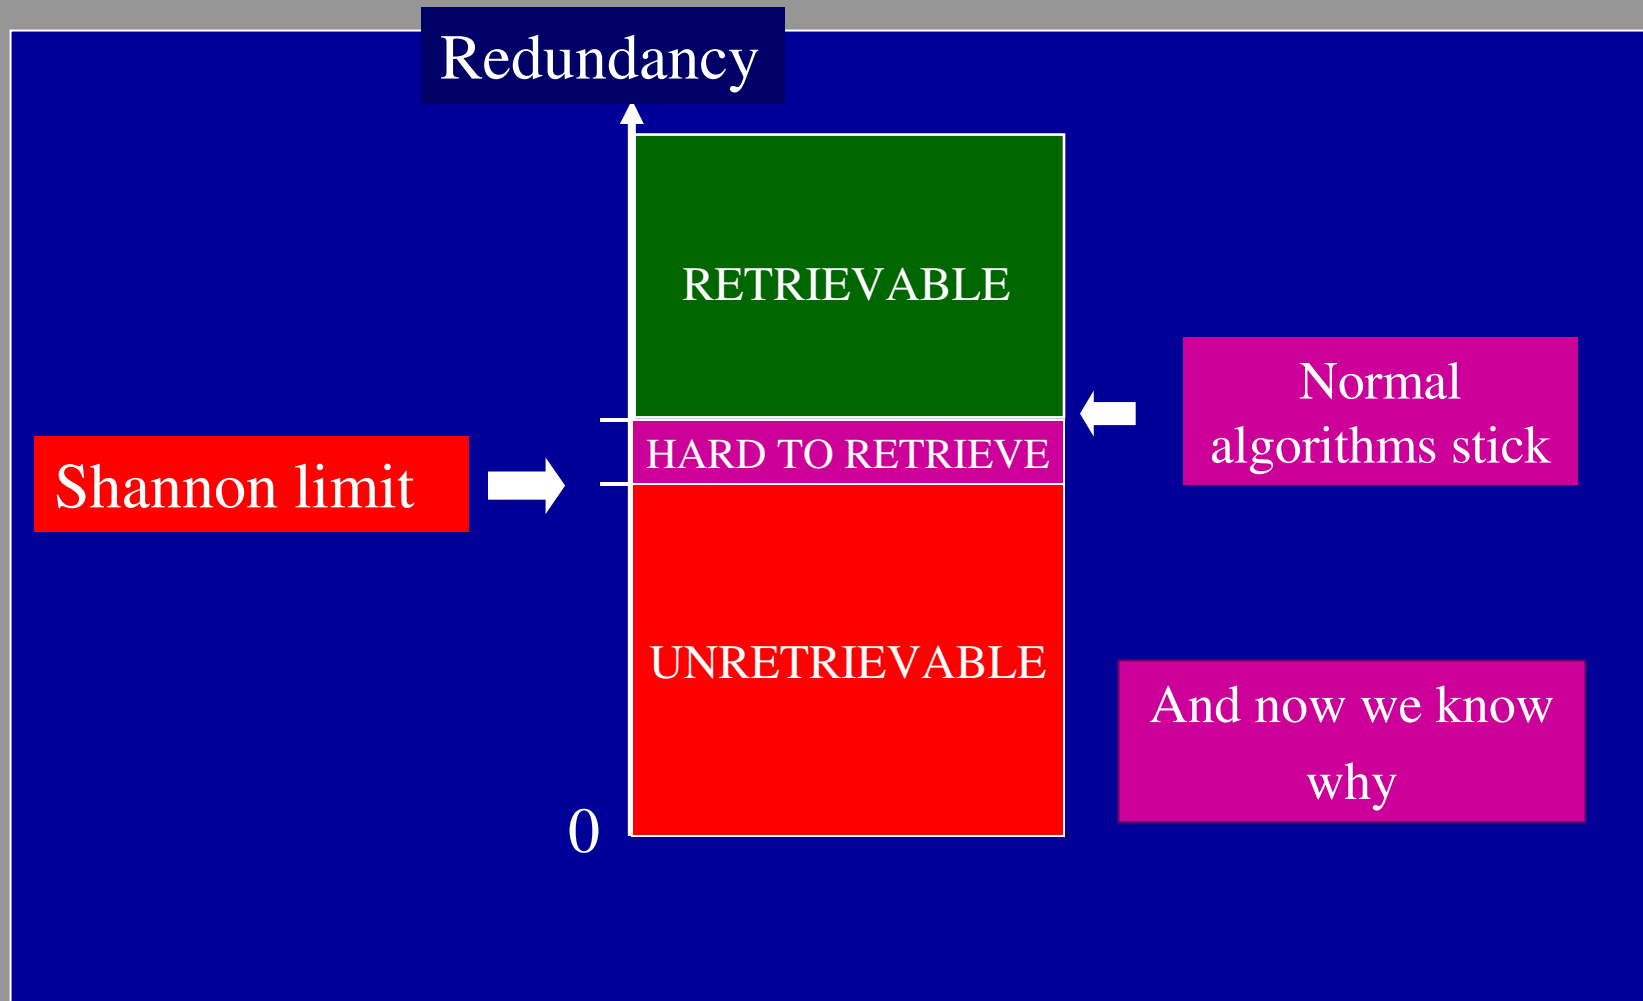 Redundancy
RETRIEVABLE
Normal
algorithms stick
HARD TO RETRIEVE
Shannon limit
UNRETRIEVABLE
And now we know
why
0